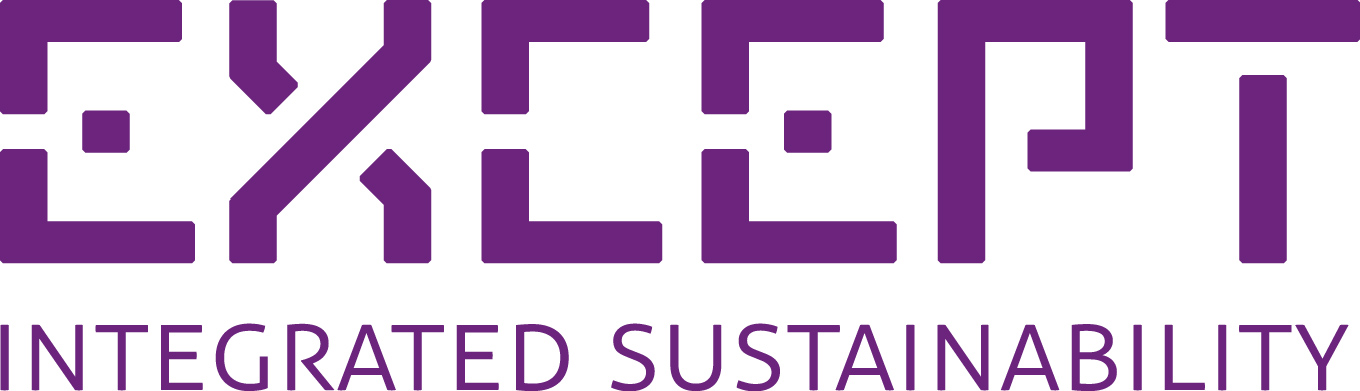 EXCEPT
INTEGRATED SUSTAINABILITY